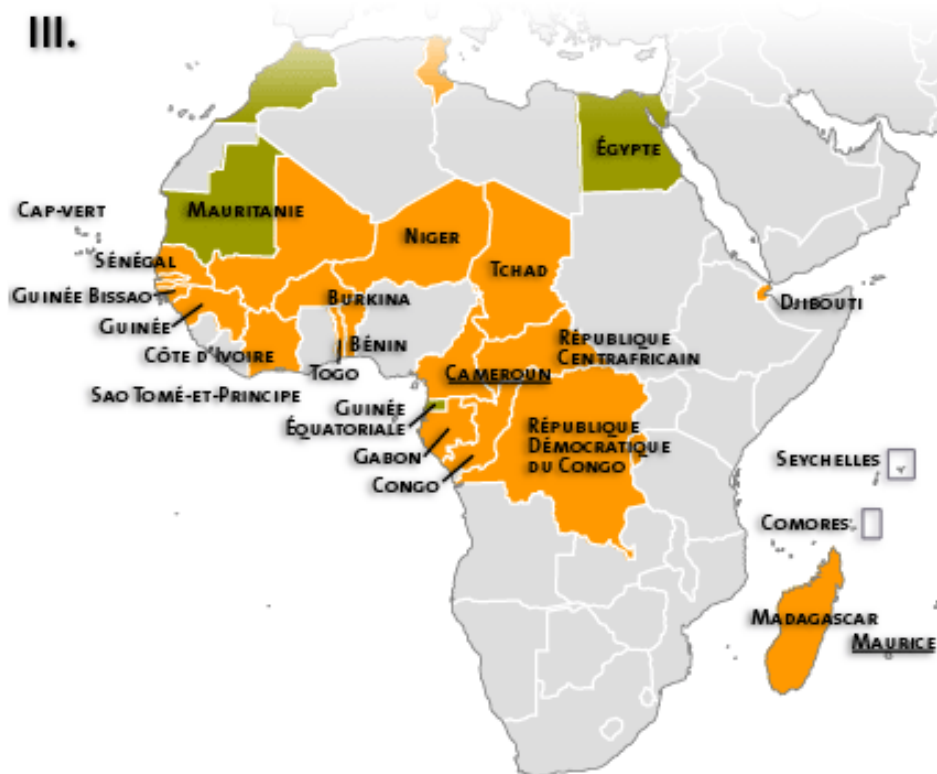 III.
ÉGYPTE
MAURITANIE
CAP-VERT
NIGER
SÉNÉGAL
TCHAD
GUINÉE BISSAO
BURKINA
DJIBOUTI
GUINÉE
BÉNIN
RÉPUBLIQUE
CENTRAFRICAIN
CÔTE D'IVOIRE
TOGO
CAMEROUN
SAO TOMÉ-ET-PRINCIPE
GUINÉE
ÉQUATORIALE
RÉPUBLIQUE
DÉMOCRATIQUE
DU CONGO
GABON
SEYCHELLES
CONGO
COMORES
MADAGASCAR
MAURICE